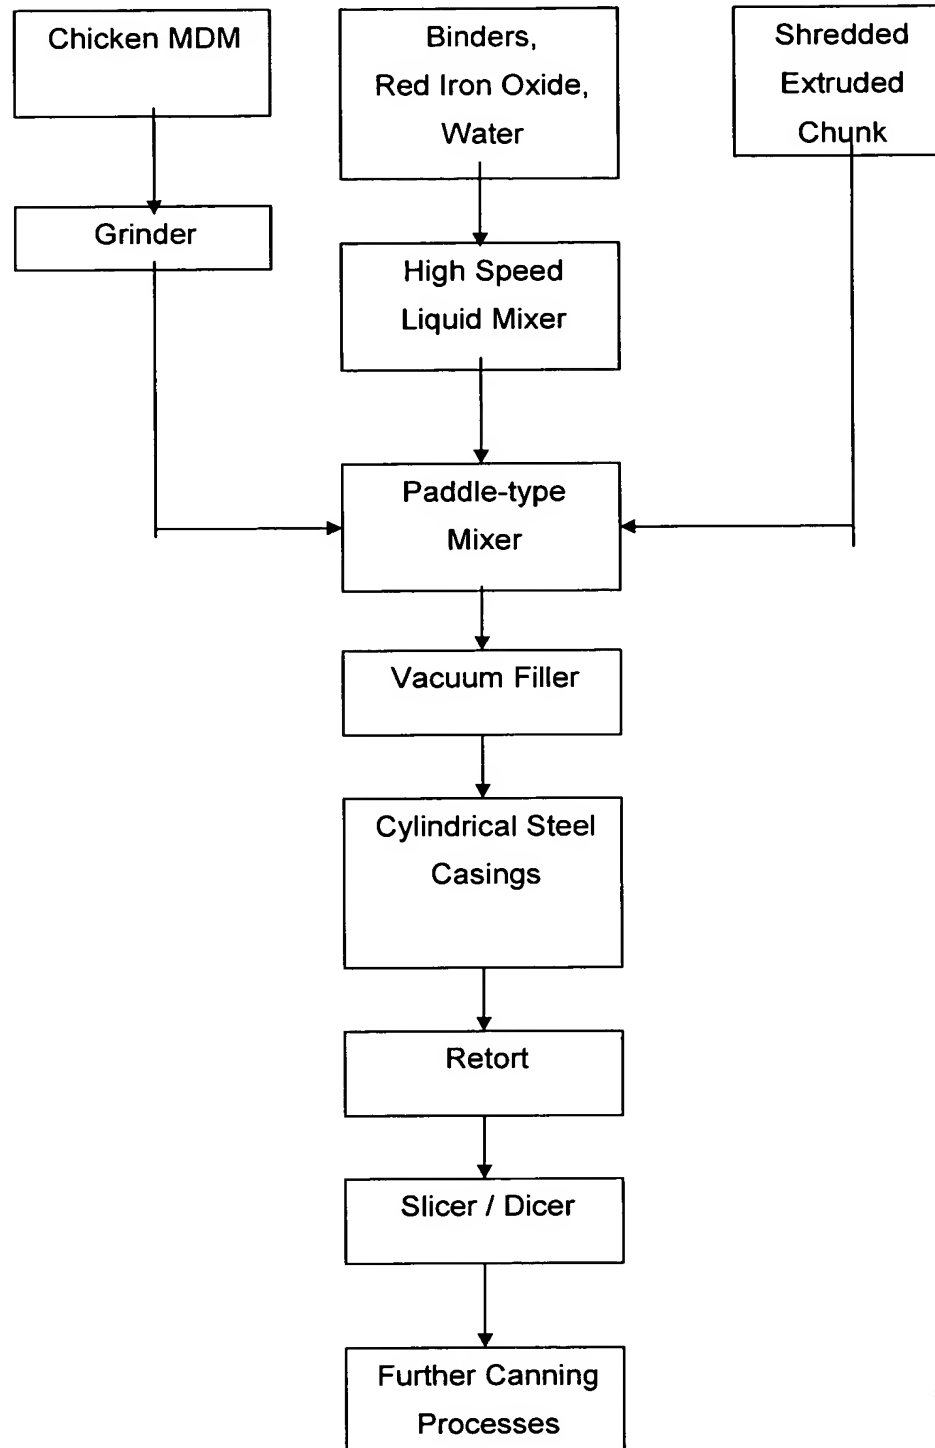 Chicken MDM
Binders,
Red Iron Oxide,
Water
Shredded
Extruded
Chunk
Grinder
High Speed
Liquid Mixer
Paddle-type
Mixer
Vacuum Filler
Cylindrical Steel
Casings
Retort
Slicer / Dicer
Further Canning
Processes